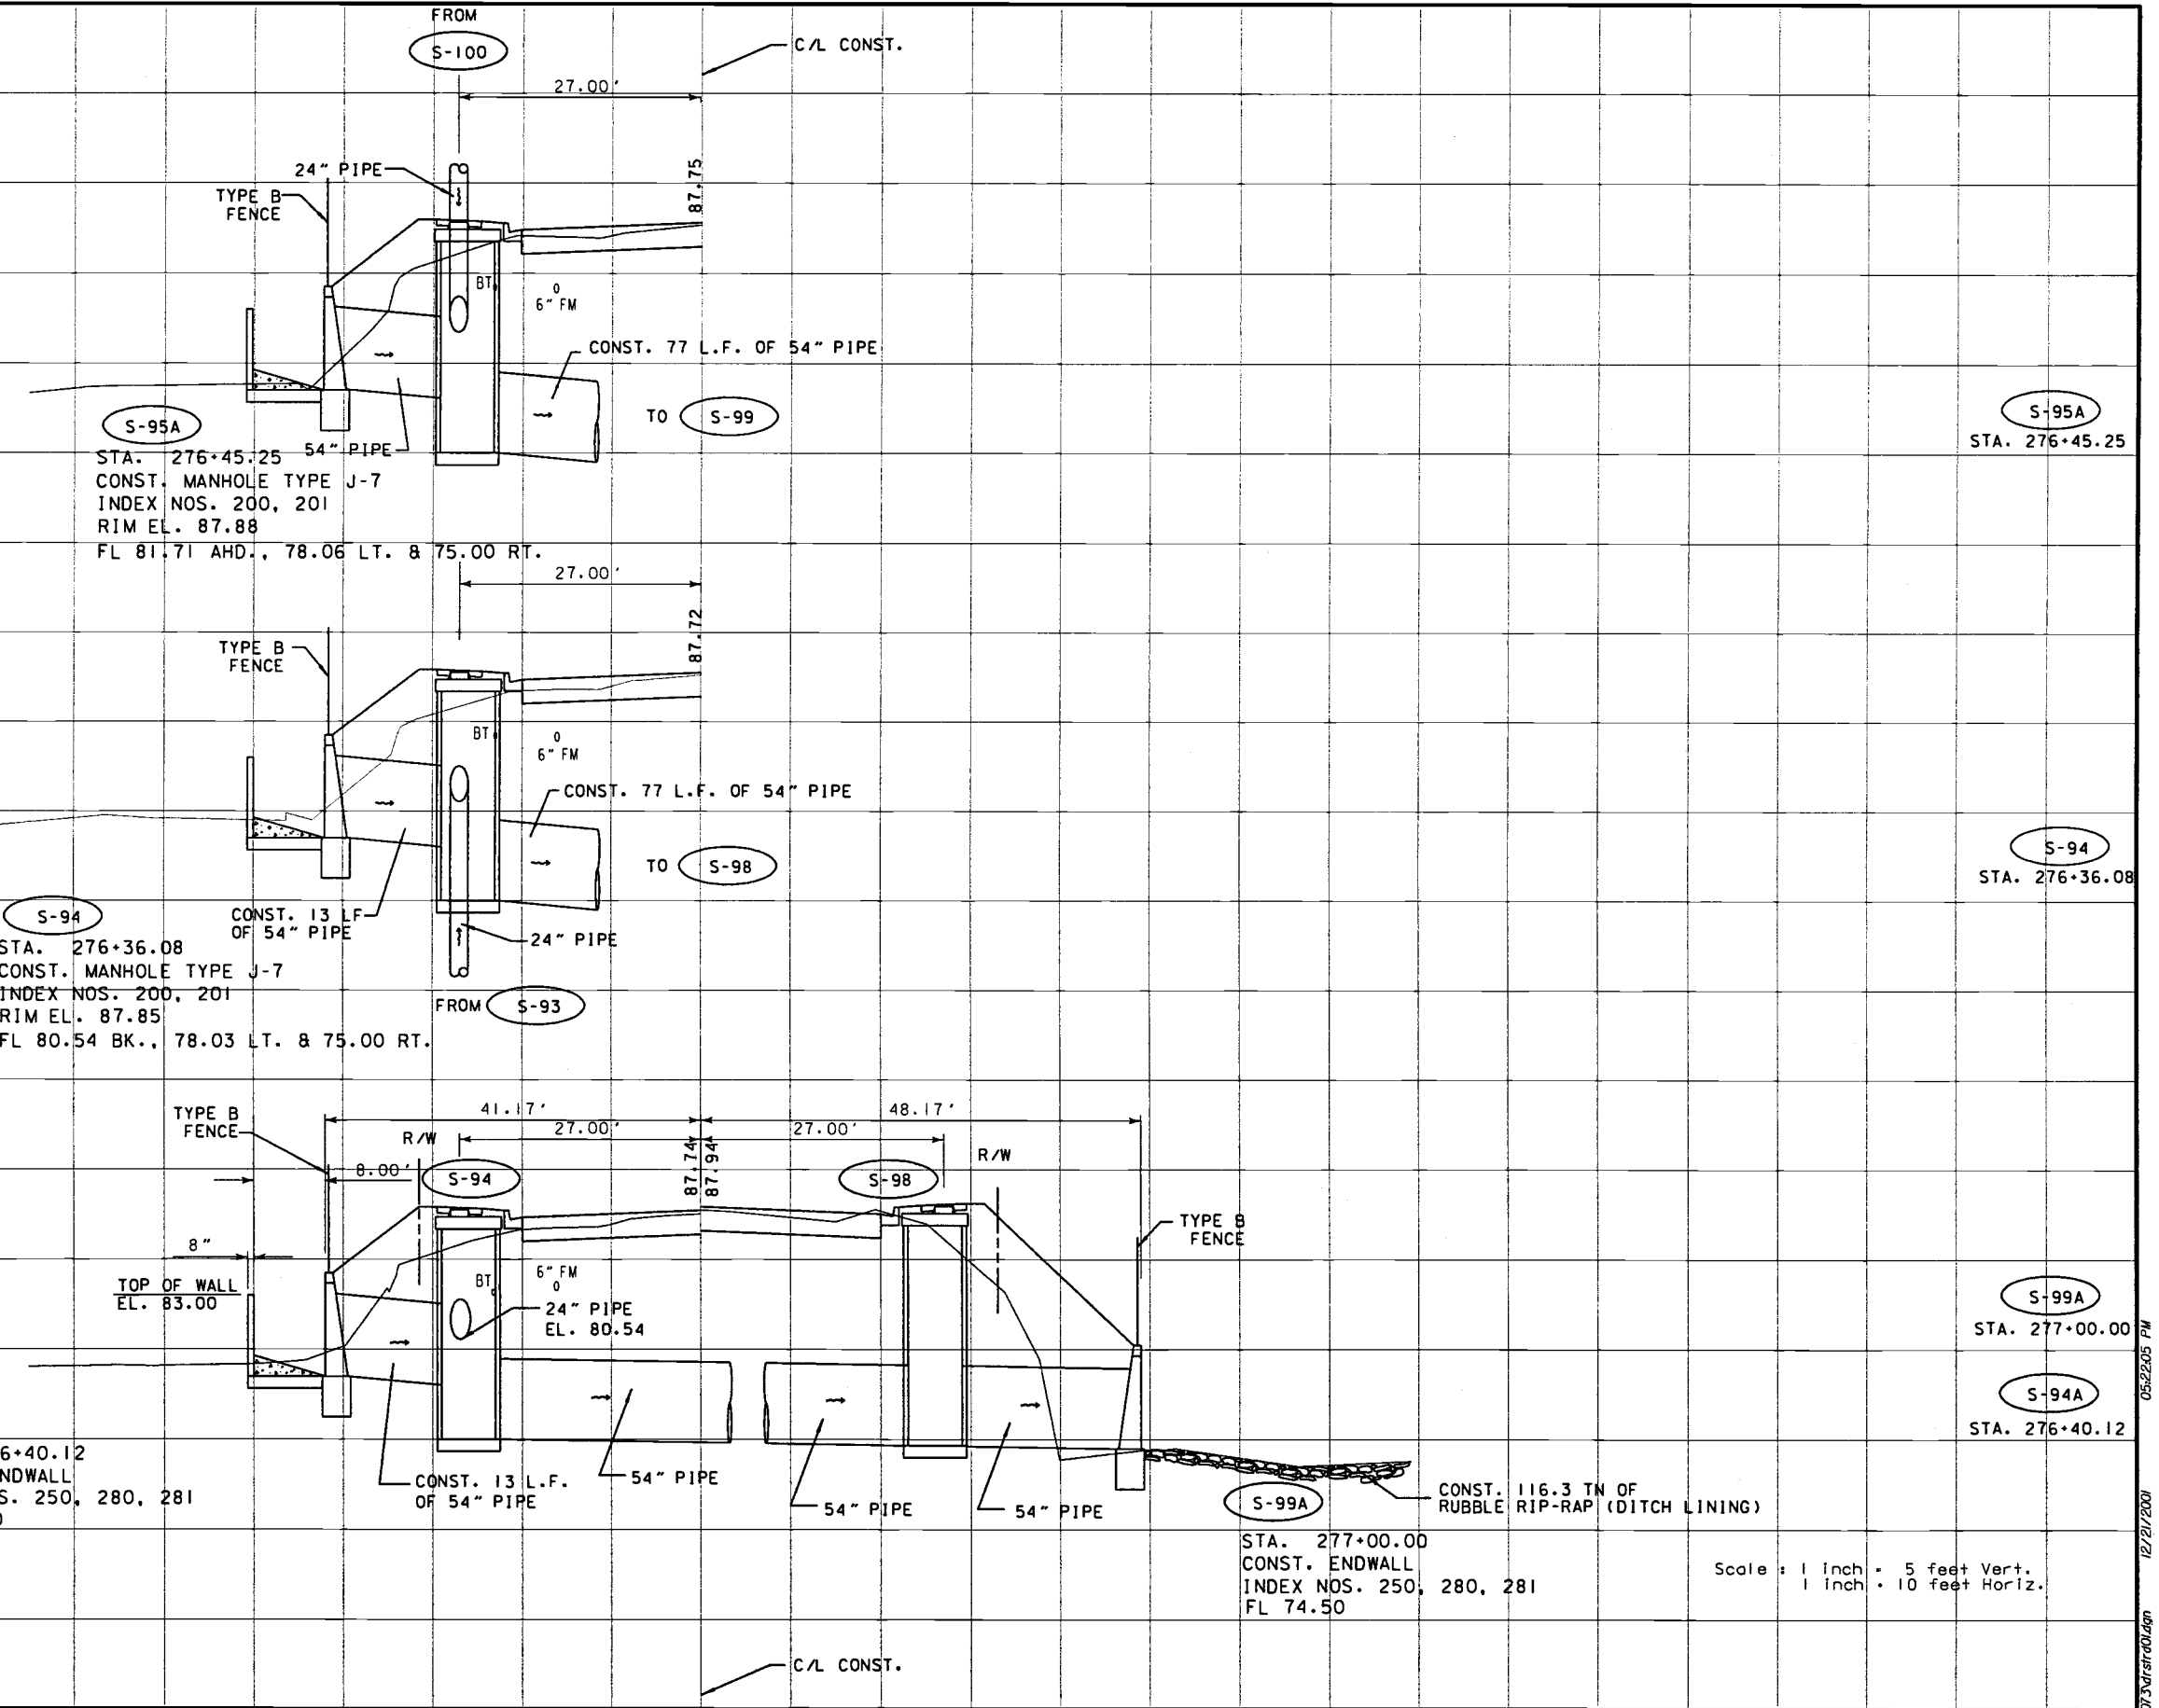 FROM
S-100
C/L CONST.
27.00'
24" PIPE
87.75
TYPE B
FENCE
BT
6" FM
CONST. 77 L.F. OF 54" PIPE
TO S-99
S-95A
54" PIPE
STA. 276+45.25
CONST. MANHOLE TYPE J-7
INDEX NOS. 200, 201
RIM EL. 87.88
FL 81.71 AHD., 78.06 LT. & 75.00 RT.
S-95A
STA. 276+45.25
27.00'
87.72
TYPE B
FENCE
BT
6" FM
CONST. 77 L.F. OF 54" PIPE
TO S-98
S-94
STA. 276+36.08
S-94
CONST. 13 LF
OF 54" PIPE
24" PIPE
STA. 276+36.08
CONST. MANHOLE TYPE J-7
INDEX NOS. 200, 201
RIM EL. 87.85
FL 80.54 BK., 78.03 LT. & 75.00 RT.
FROM S-93
TYPE B
FENCE
41.17'
48.17'
R/W
27.00'
27.00'
R/W
8.00'
S-94
87.74
87.94
S-98
8"
TYPE B
FENCE
TOP OF WALL
EL. 83.00
BT
6" FM
24" PIPE
EL. 80.54
S-99A
STA. 277+00.00
S-94A
STA. 276+40.12
6+40.12
NDWALL
S. 250, 280, 281
CONST. 13 L.F.
OF 54" PIPE
54" PIPE
54" PIPE
54" PIPE
CONST. 116.3 TN OF
RUBBLE RIP-RAP (DITCH LINING)
S-99A
STA. 277+00.00
CONST. ENDWALL
INDEX NOS. 250, 280, 281
FL 74.50
Scale : 1 inch = 5 feet Vert.
1 inch = 10 feet Horiz.
C/L CONST.
05:22:05 PM
12/21/2001
073\drstrd01.dgn